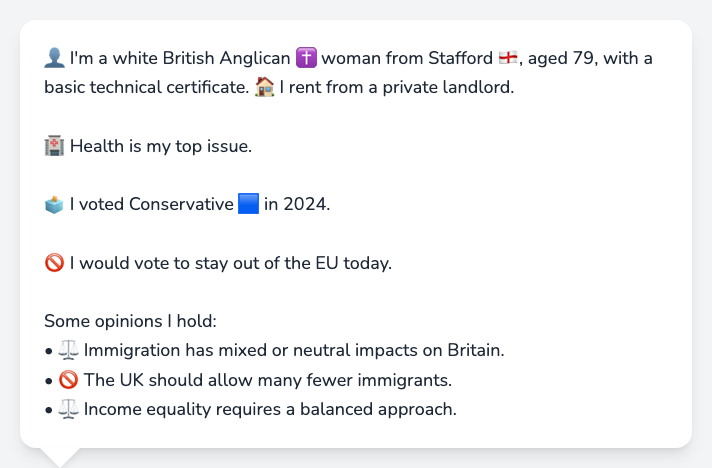 👤 I'm a white British Anglican ✝️ woman from Stafford 🏴󠁧󠁢󠁥󠁮󠁧󠁿, aged 79, with a
basic technical certificate. 🏠 I rent from a private landlord.
🏥 Health is my top issue.
🗳️ I voted Conservative 🟦 in 2024.
🚫 I would vote to stay out of the EU today.
Some opinions I hold:
• ⚖️ Immigration has mixed or neutral impacts on Britain.
• 🚫 The UK should allow many fewer immigrants.
• ⚖️ Income equality requires a balanced approach.